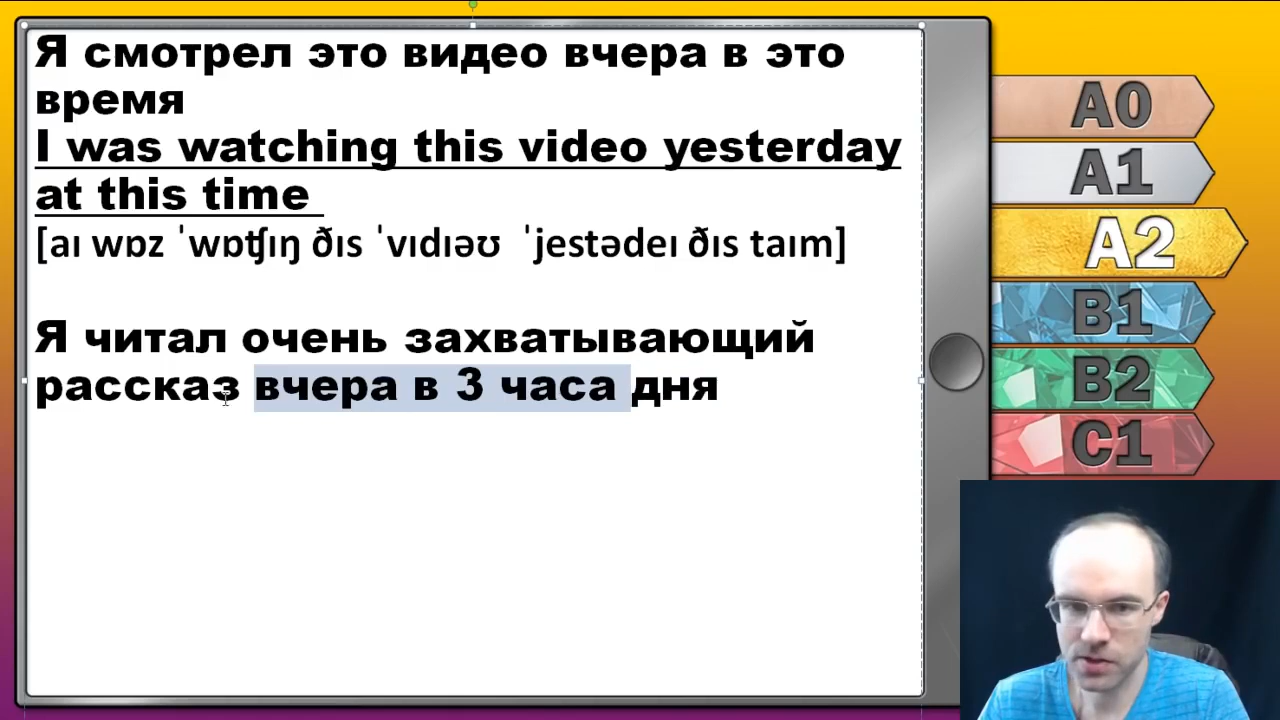 Я смотрел это видео вчера в это
время
I was watching this video yesterday
at this time
[aɪ wɒz ˈwɒʧɪŋ ðɪs ˈvɪdɪəʊ ˈjestədeɪ ðɪs taɪm]
Я читал очень захватывающий
рассказ вчера в 3 часа дня
A0
A1
A2
B1
B2
C1